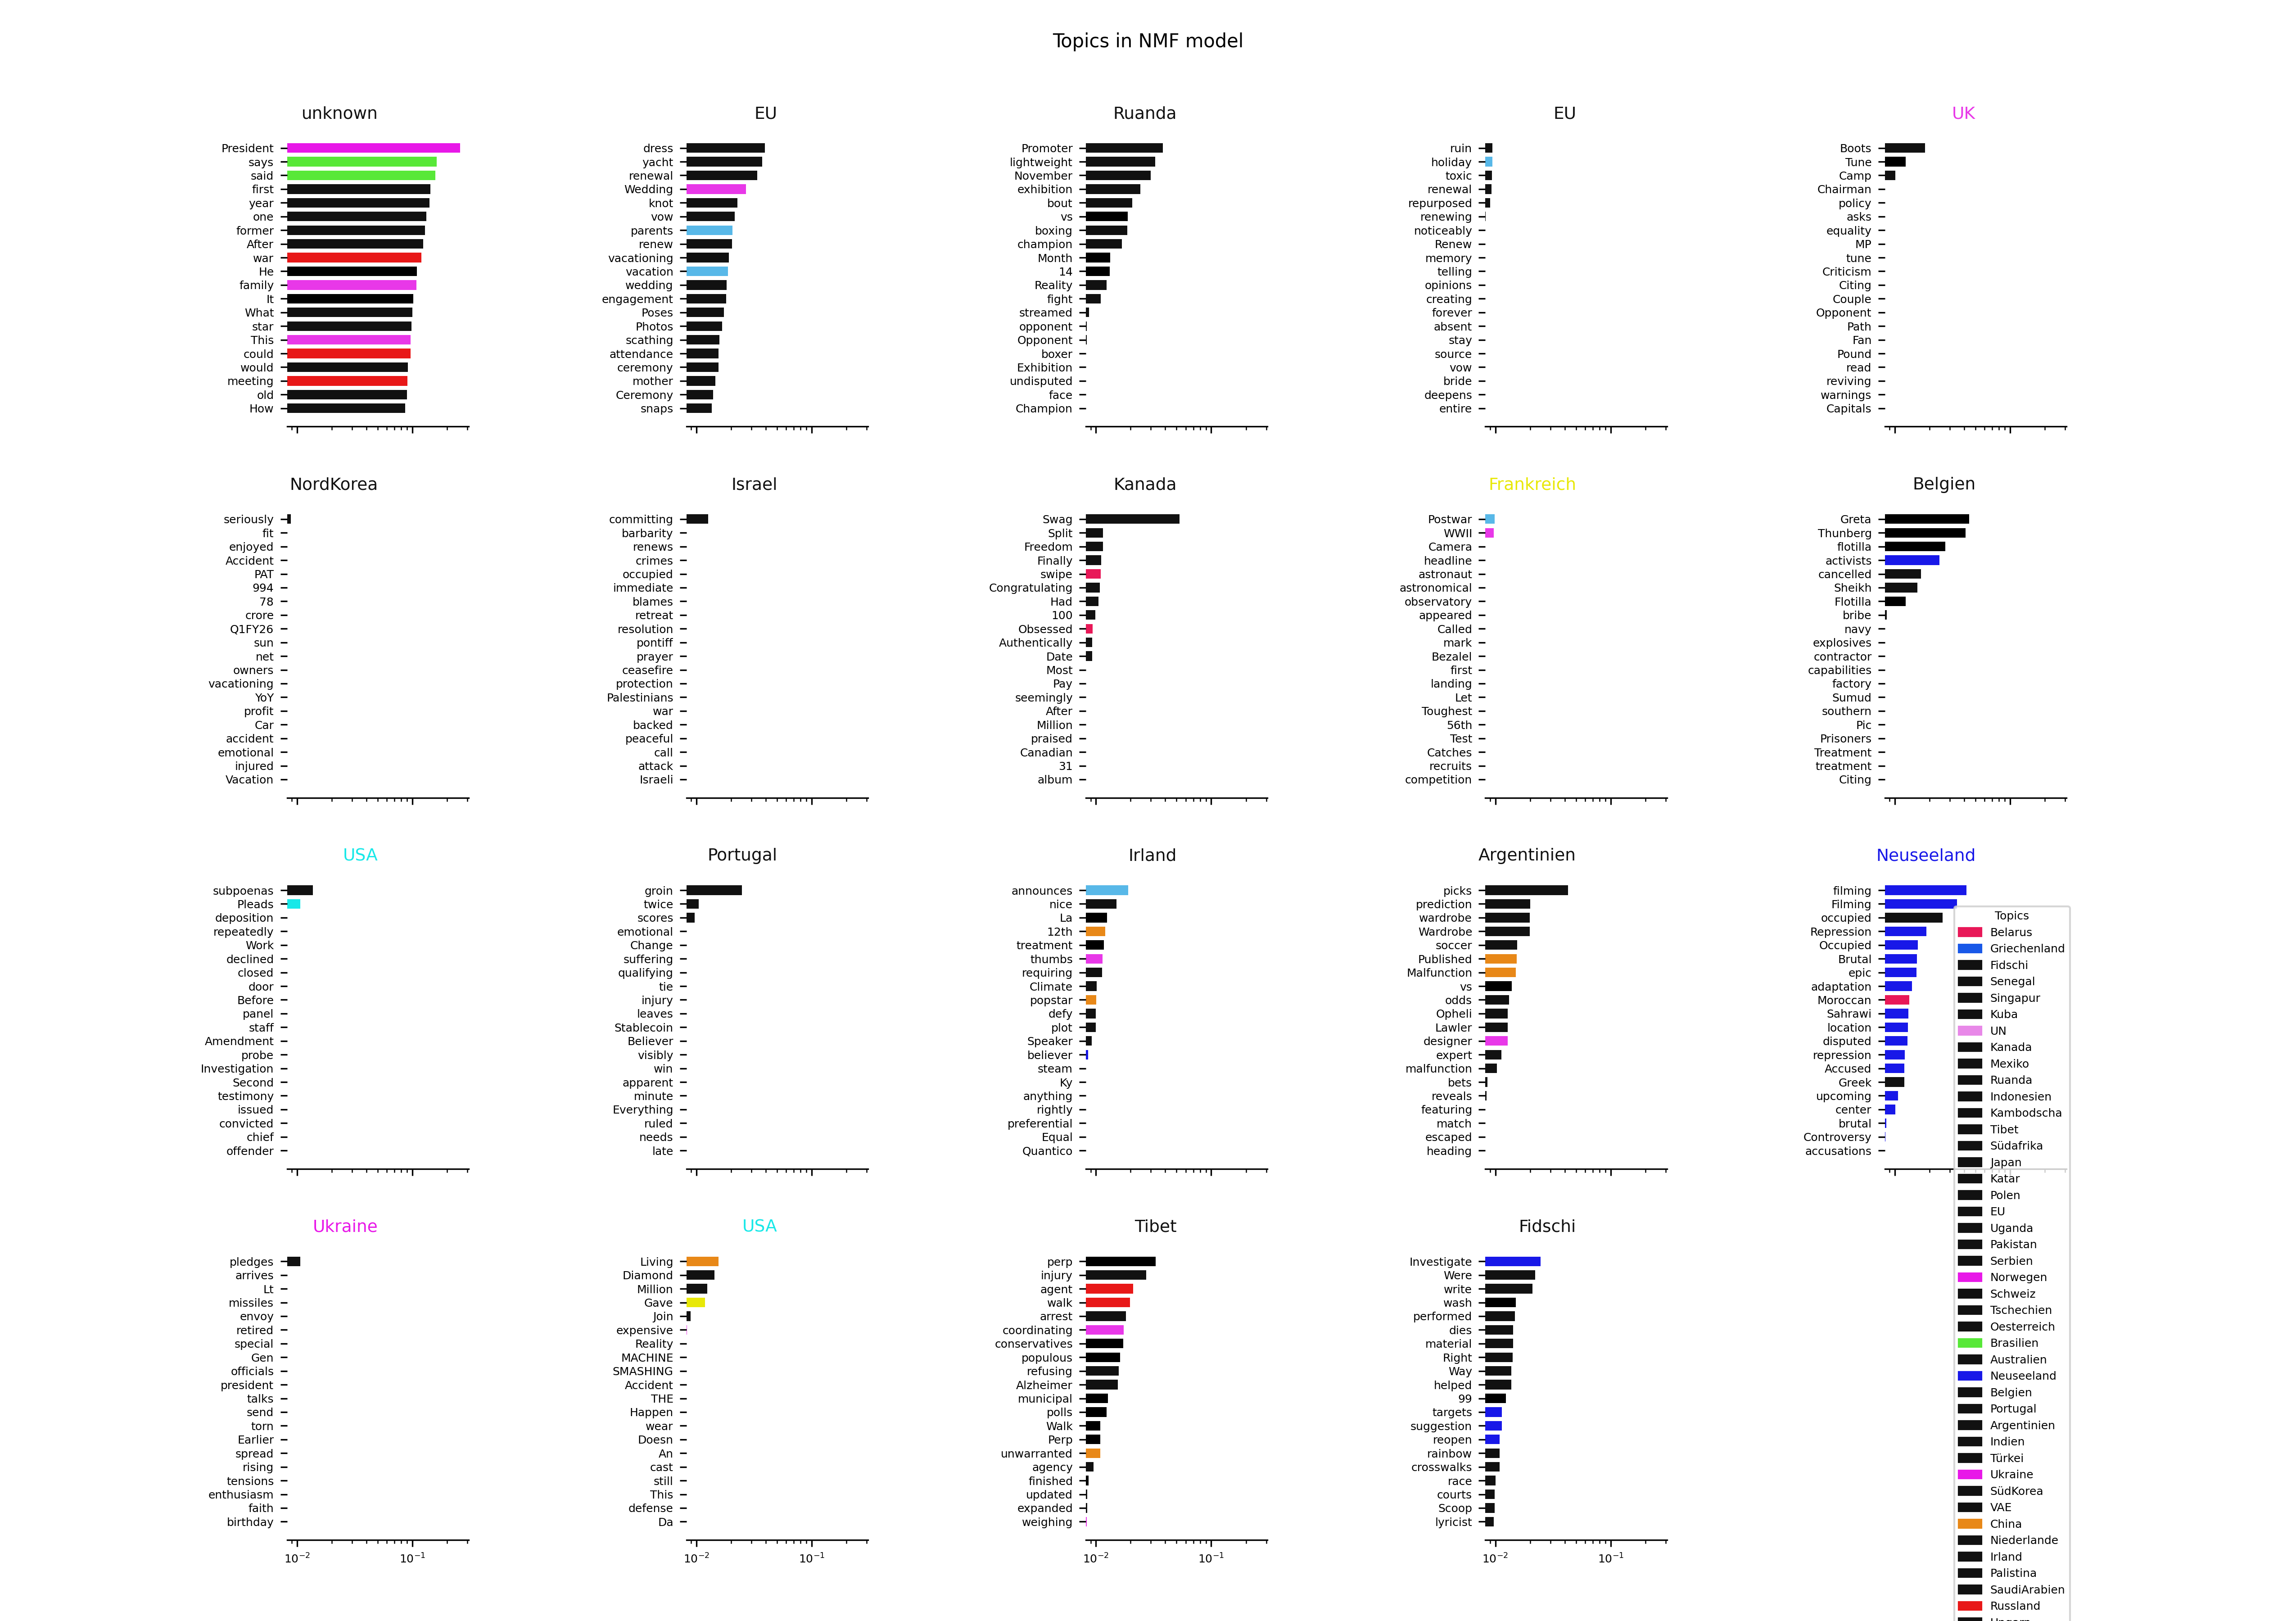 Topics in NMF model
unknown
President
says
said
first
year
one
former
After
war
He
family
It
What
star
This
could
would
meeting
old
How
EU
dress
yacht
renewal
Wedding
knot
vow
parents
renew
vacationing
vacation
wedding
engagement
Poses
Photos
scathing
attendance
ceremony
mother
Ceremony
snaps
Ruanda
Promoter
lightweight
November
exhibition
bout
vs
boxing
champion
Month
14
Reality
fight
streamed
opponent
Opponent
boxer
Exhibition
undisputed
face
Champion
EU
ruin
holiday
toxic
renewal
repurposed
renewing
noticeably
Renew
memory
telling
opinions
creating
forever
absent
stay
source
vow
bride
deepens
entire
UK
Boots
Tune
Camp
Chairman
policy
asks
equality
MP
tune
Criticism
Citing
Couple
Opponent
Path
Fan
Pound
read
reviving
warnings
Capitals
NordKorea
seriously
fit
enjoyed
Accident
PAT
994
78
crore
Q1FY26
sun
net
owners
vacationing
YoY
profit
Car
accident
emotional
injured
Vacation
Israel
committing
barbarity
renews
crimes
occupied
immediate
blames
retreat
resolution
pontiff
prayer
ceasefire
protection
Palestinians
war
backed
peaceful
call
attack
Israeli
Kanada
Swag
Split
Freedom
Finally
swipe
Congratulating
Had
100
Obsessed
Authentically
Date
Most
Pay
seemingly
After
Million
praised
Canadian
31
album
Frankreich
Postwar
WWII
Camera
headline
astronaut
astronomical
observatory
appeared
Called
mark
Bezalel
first
landing
Let
Toughest
56th
Test
Catches
recruits
competition
Belgien
Greta
Thunberg
flotilla
activists
cancelled
Sheikh
Flotilla
bribe
navy
explosives
contractor
capabilities
factory
Sumud
southern
Pic
Prisoners
Treatment
treatment
Citing
USA
subpoenas
Pleads
deposition
repeatedly
Work
declined
closed
door
Before
panel
staff
Amendment
probe
Investigation
Second
testimony
issued
convicted
chief
offender
Portugal
groin
twice
scores
emotional
Change
suffering
qualifying
tie
injury
leaves
Stablecoin
Believer
visibly
win
apparent
minute
Everything
ruled
needs
late
Irland
announces
nice
La
12th
treatment
thumbs
requiring
Climate
popstar
defy
plot
Speaker
believer
steam
Ky
anything
rightly
preferential
Equal
Quantico
Argentinien
picks
prediction
wardrobe
Wardrobe
soccer
Published
Malfunction
vs
odds
Opheli
Lawler
designer
expert
malfunction
bets
reveals
featuring
match
escaped
heading
Neuseeland
filming
Filming
occupied
Repression
Occupied
Brutal
epic
adaptation
Moroccan
Sahrawi
location
disputed
repression
Accused
Greek
upcoming
center
brutal
Controversy
accusations
Ukraine
pledges
arrives
Lt
missiles
envoy
retired
special
Gen
officials
president
talks
send
torn
Earlier
spread
rising
tensions
enthusiasm
faith
birthday
10⁻² 10⁻¹
USA
Living
Diamond
Million
Gave
Join
expensive
Reality
MACHINE
SMASHING
Accident
THE
Happen
wear
Doesn
An
cast
still
This
defense
Da
10⁻² 10⁻¹
Tibet
perp
injury
agent
walk
arrest
coordinating
conservatives
populous
refusing
Alzheimer
municipal
polls
Walk
Perp
unwarranted
agency
finished
updated
expanded
weighing
10⁻² 10⁻¹
Fidschi
Investigate
Were
write
wash
performed
dies
material
Right
Way
helped
99
targets
suggestion
reopen
rainbow
crosswalks
race
courts
Scoop
lyricist
10⁻² 10⁻¹
Topics
Belarus
Griechenland
Fidschi
Senegal
Singapur
Kuba
UN
Kanada
Mexiko
Ruanda
Indonesien
Kambodscha
Tibet
Südafrika
Japan
Katar
Polen
EU
Uganda
Pakistan
Serbien
Norwegen
Schweiz
Tschechien
Oesterreich
Brasilien
Australien
Neuseeland
Belgien
Portugal
Argentinien
Indien
Türkei
Ukraine
SüdKorea
VAE
China
Niederlande
Irland
Palistina
SaudiArabien
Russland